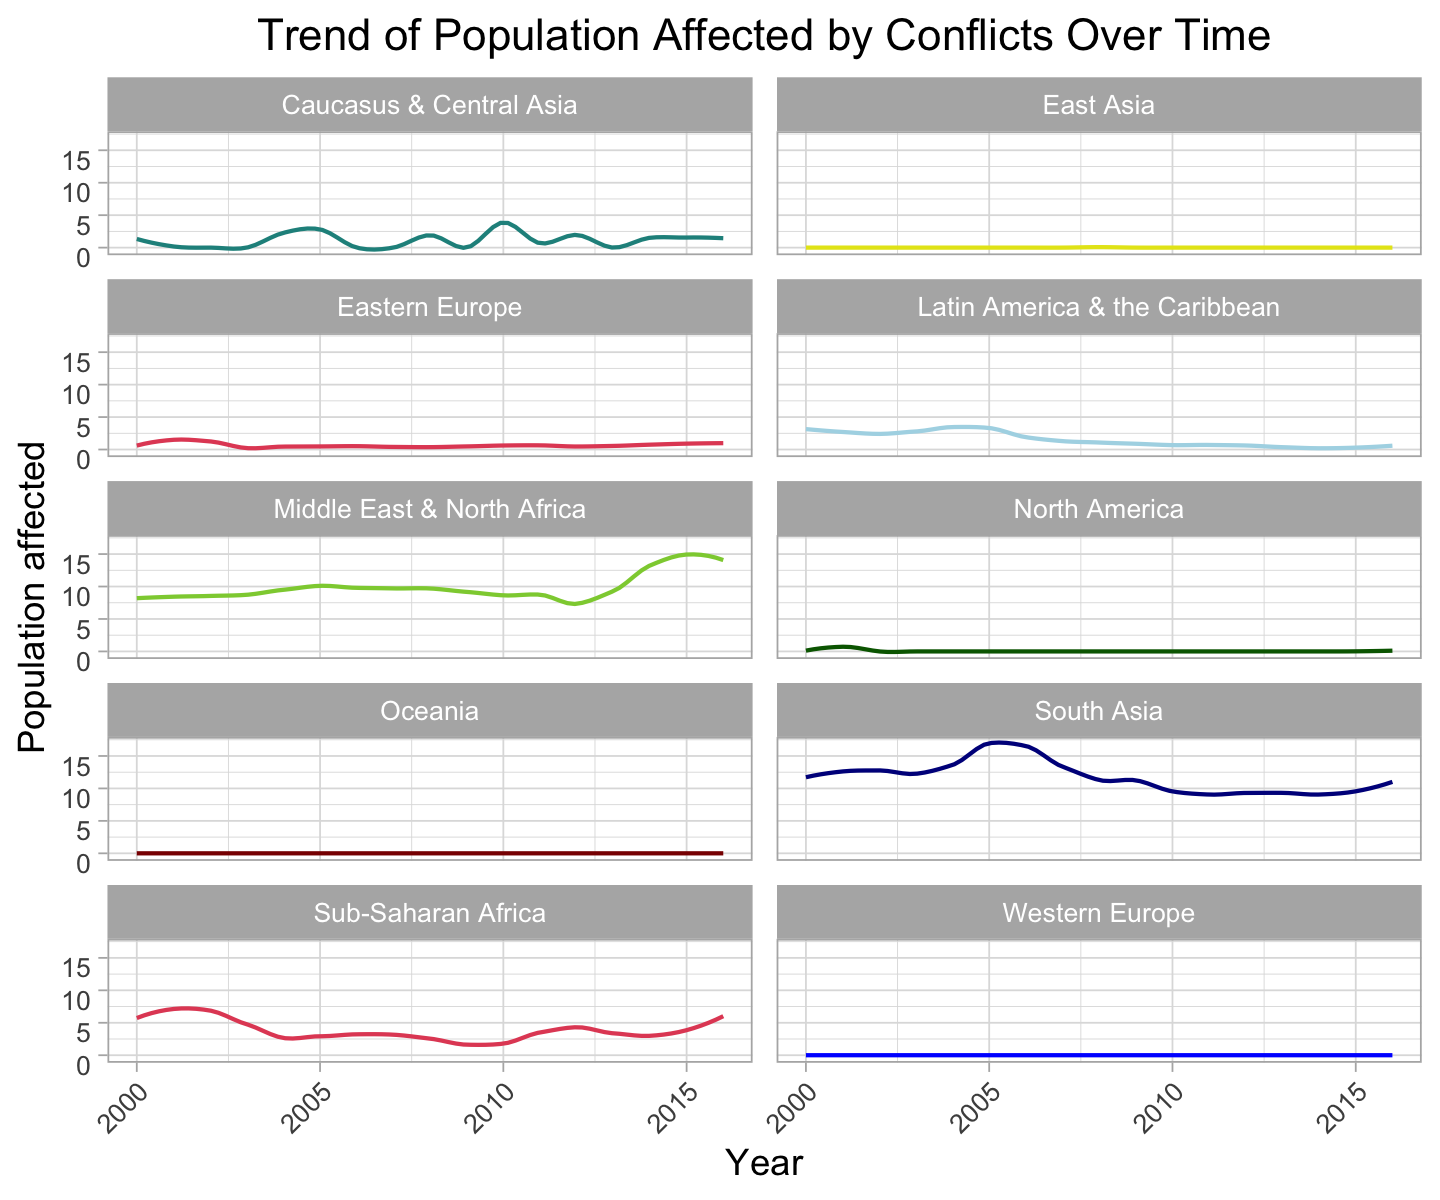 Trend of Population Affected by Conflicts Over Time
Caucasus & Central Asia
East Asia
15
10
5
0
Eastern Europe
Latin America & the Caribbean
15
10
5
0
Middle East & North Africa
North America
15
10
5
0
Oceania
South Asia
15
10
5
0
Sub-Saharan Africa
Western Europe
15
10
5
0
Population affected
2000 2005 2010 2015
2000 2005 2010 2015
Year